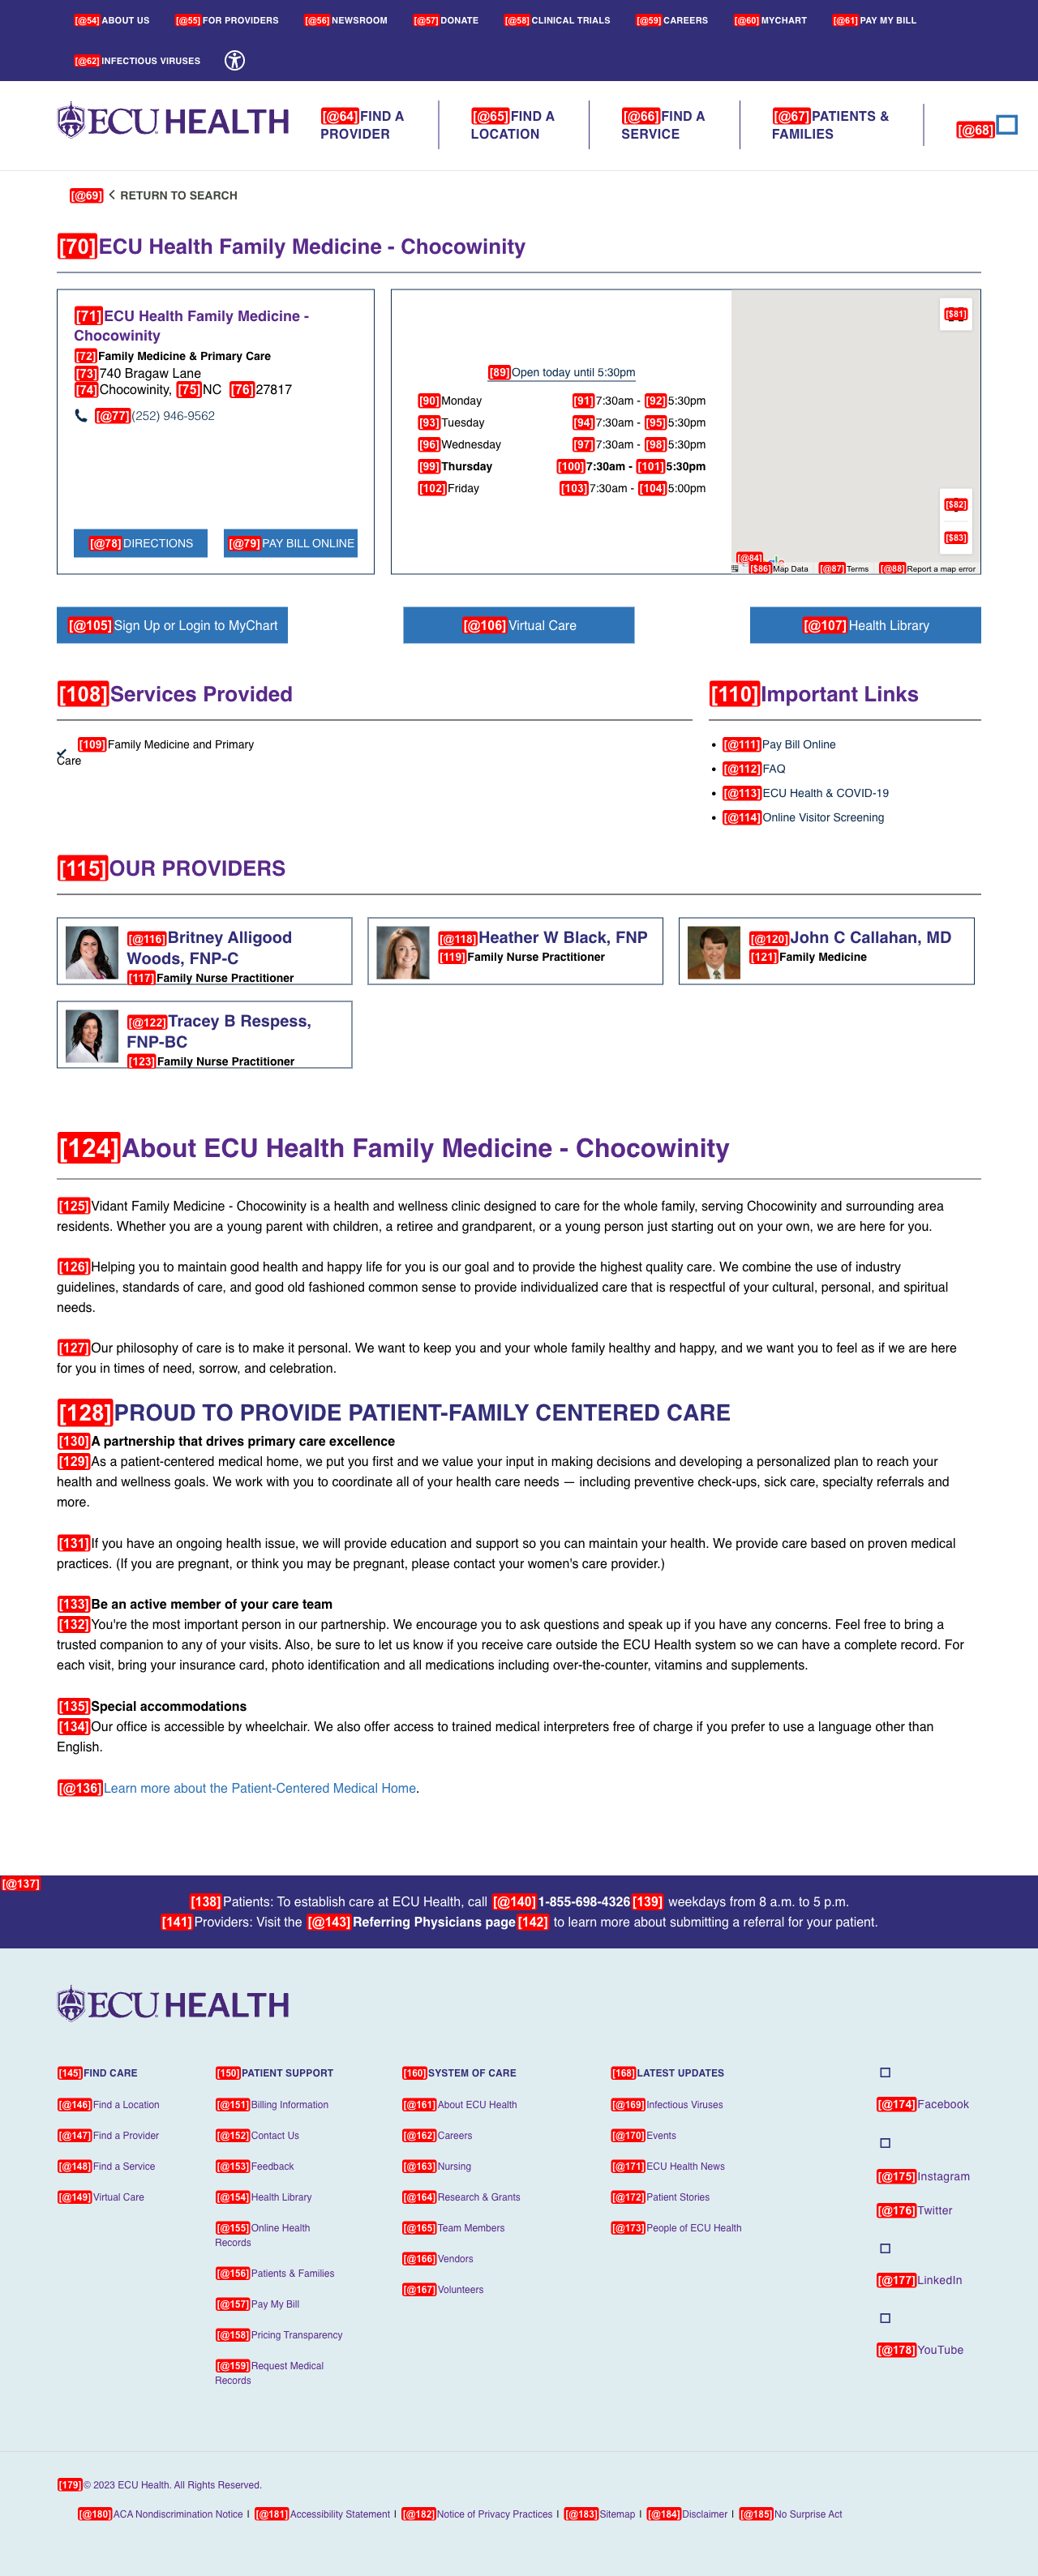 [@54] ABOUT US [@55] FOR PROVIDERS [@56] NEWSROOM [@57] DONATE [@58] CLINICAL TRIALS [@59] CAREERS [@60] MYCHART [@61] PAY MY BILL
[@62] INFECTIOUS VIRUSES
ECU HEALTH
[@64]FIND A PROVIDER
[@65]FIND A LOCATION
[@66]FIND A SERVICE
[@67]PATIENTS & FAMILIES
[@68]
[@69] RETURN TO SEARCH
[70]ECU Health Family Medicine - Chocowinity
[71]ECU Health Family Medicine -
Chocowinity
[72]Family Medicine & Primary Care
[73]740 Bragaw Lane
[74]Chocowinity, [75]NC [76]27817
[@77](252) 946-9562
[@78]DIRECTIONS [@79]PAY BILL ONLINE
[89]Open today until 5:30pm
[90]Monday [91]7:30am - [92]5:30pm
[93]Tuesday [94]7:30am - [95]5:30pm
[96]Wednesday [97]7:30am - [98]5:30pm
[99]Thursday [100]7:30am - [101]5:30pm
[102]Friday [103]7:30am - [104]5:00pm
[$81]
[$82]
[$83]
[@84]
[$86]Map Data [@87]Terms [@88]Report a map error
[@105]Sign Up or Login to MyChart [@106]Virtual Care [@107]Health Library
[108]Services Provided
[109]Family Medicine and Primary
Care
[110]Important Links
[@111]Pay Bill Online
[@112]FAQ
[@113]ECU Health & COVID-19
[@114]Online Visitor Screening
[115]OUR PROVIDERS
[@116]Britney Alligood
Woods, FNP-C
[117]Family Nurse Practitioner
[@118]Heather W Black, FNP
[119]Family Nurse Practitioner
[@120]John C Callahan, MD
[121]Family Medicine
[@122]Tracey B Respess,
FNP-BC
[123]Family Nurse Practitioner
[124]About ECU Health Family Medicine - Chocowinity
[125]Vidant Family Medicine - Chocowinity is a health and wellness clinic designed to care for the whole family, serving Chocowinity and surrounding area
residents. Whether you are a young parent with children, a retiree and grandparent, or a young person just starting out on your own, we are here for you.
[126]Helping you to maintain good health and happy life for you is our goal and to provide the highest quality care. We combine the use of industry
guidelines, standards of care, and good old fashioned common sense to provide individualized care that is respectful of your cultural, personal, and spiritual
needs.
[127]Our philosophy of care is to make it personal. We want to keep you and your whole family healthy and happy, and we want you to feel as if we are here
for you in times of need, sorrow, and celebration.
[128]PROUD TO PROVIDE PATIENT-FAMILY CENTERED CARE
[130]A partnership that drives primary care excellence
[129]As a patient-centered medical home, we put you first and we value your input in making decisions and developing a personalized plan to reach your
health and wellness goals. We work with you to coordinate all of your health care needs — including preventive check-ups, sick care, specialty referrals and
more.
[131]If you have an ongoing health issue, we will provide education and support so you can maintain your health. We provide care based on proven medical
practices. (If you are pregnant, or think you may be pregnant, please contact your women's care provider.)
[133]Be an active member of your care team
[132]You're the most important person in our partnership. We encourage you to ask questions and speak up if you have any concerns. Feel free to bring a
trusted companion to any of your visits. Also, be sure to let us know if you receive care outside the ECU Health system so we can have a complete record. For
each visit, bring your insurance card, photo identification and all medications including over-the-counter, vitamins and supplements.
[135]Special accommodations
[134]Our office is accessible by wheelchair. We also offer access to trained medical interpreters free of charge if you prefer to use a language other than
English.
[@136]Learn more about the Patient-Centered Medical Home.
[@137]
[138]Patients: To establish care at ECU Health, call [@140]1-855-698-4326[139] weekdays from 8 a.m. to 5 p.m.
[141]Providers: Visit the [@143]Referring Physicians page[142] to learn more about submitting a referral for your patient.
ECU HEALTH
[145]FIND CARE
[@146]Find a Location
[@147]Find a Provider
[@148]Find a Service
[@149]Virtual Care
[150]PATIENT SUPPORT
[@151]Billing Information
[@152]Contact Us
[@153]Feedback
[@154]Health Library
[@155]Online Health
Records
[@156]Patients & Families
[@157]Pay My Bill
[@158]Pricing Transparency
[@159]Request Medical
Records
[160]SYSTEM OF CARE
[@161]About ECU Health
[@162]Careers
[@163]Nursing
[@164]Research & Grants
[@165]Team Members
[@166]Vendors
[@167]Volunteers
[168]LATEST UPDATES
[@169]Infectious Viruses
[@170]Events
[@171]ECU Health News
[@172]Patient Stories
[@173]People of ECU Health
[@174]Facebook
[@175]Instagram
[@176]Twitter
[@177]LinkedIn
[@178]YouTube
[179]© 2023 ECU Health. All Rights Reserved.
[@180]ACA Nondiscrimination Notice | [@181]Accessibility Statement | [@182]Notice of Privacy Practices | [@183]Sitemap | [@184]Disclaimer | [@185]No Surprise Act